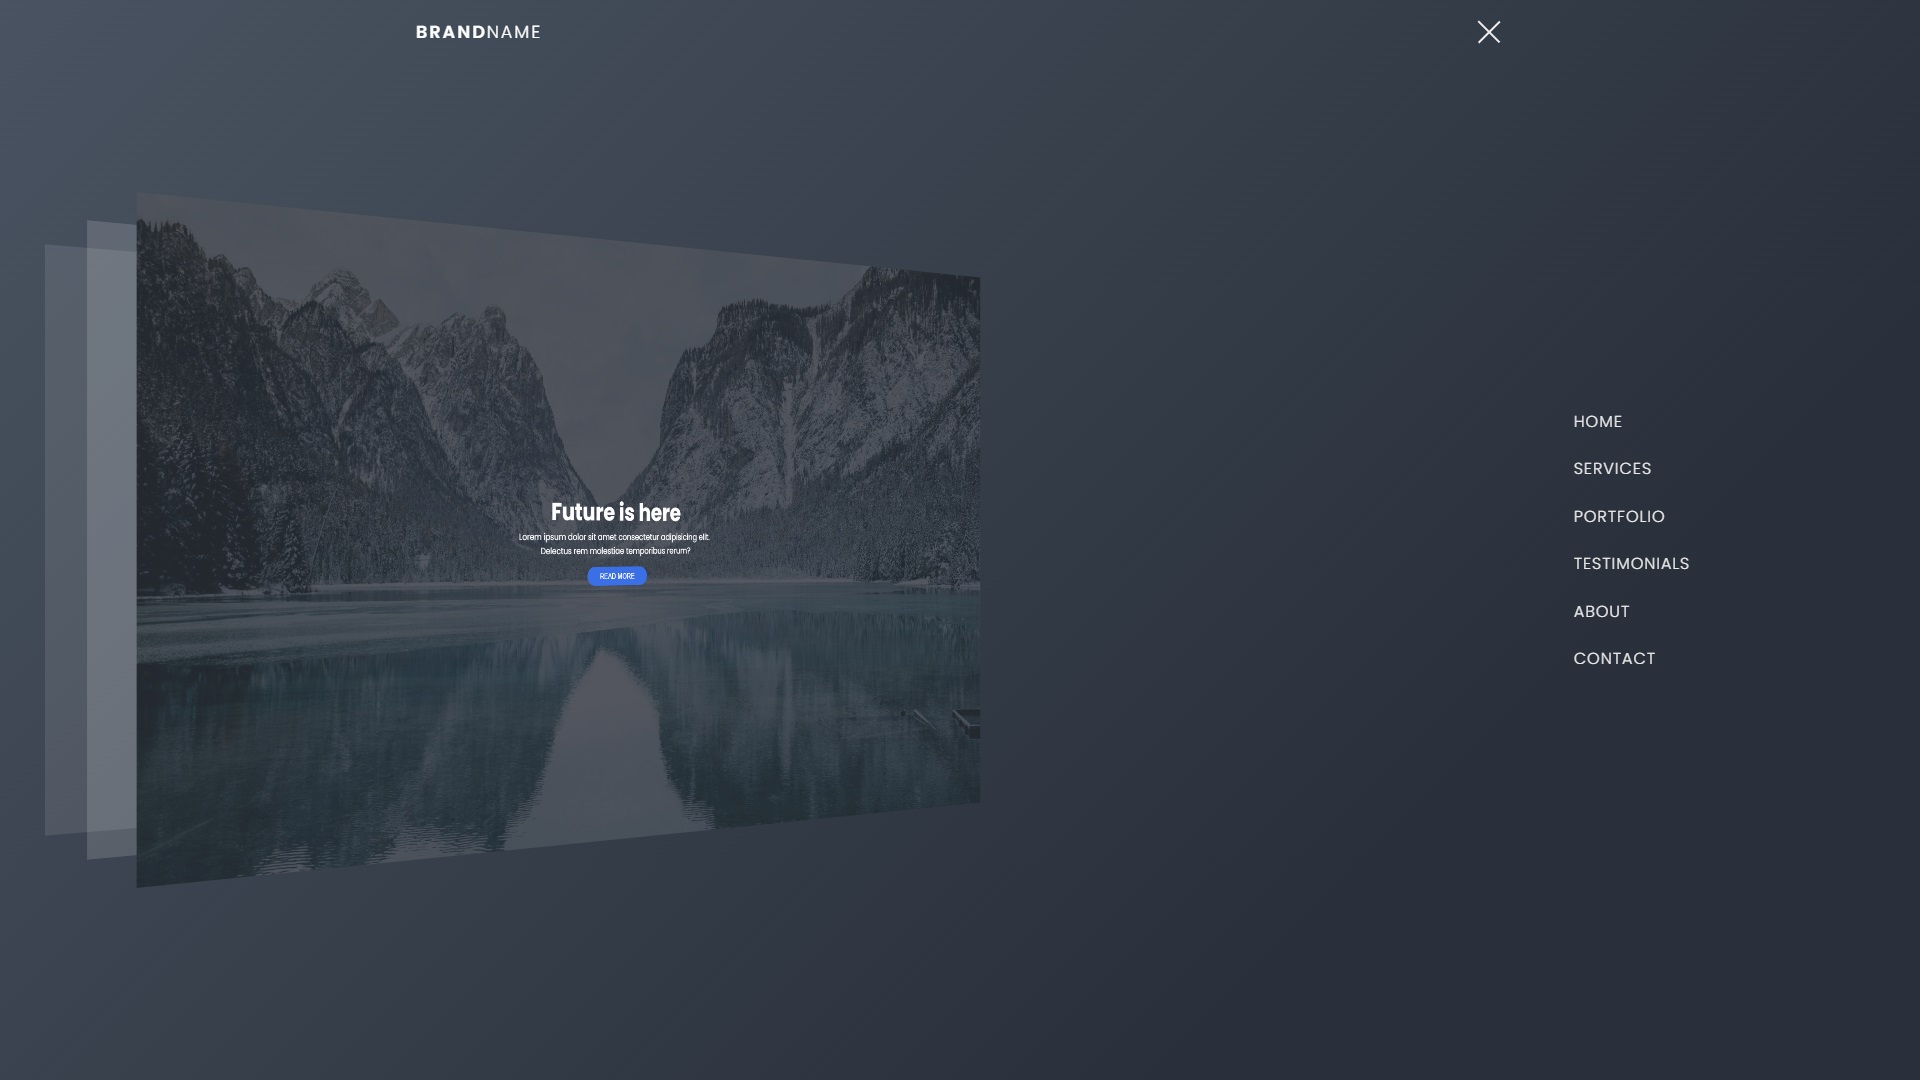 BRANDNAME
Future is here
Lorem ipsum dolor sit amet consectetur adipisicing elit.
Delectus rem molestiae temporibus rerum?
READ MORE
HOME
SERVICES
PORTFOLIO
TESTIMONIALS
ABOUT
CONTACT